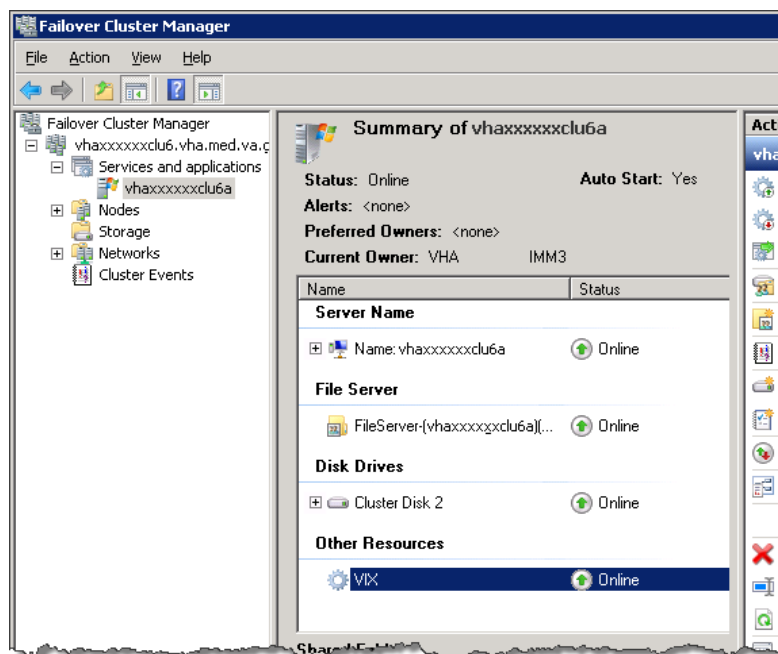 Failover Cluster Manager
File Action View Help
Failover Cluster Manager
vhaxxxxxxclu6.vha.med.va.g
Services and applications
vhaxxxxxxclu6a
Nodes
Storage
Networks
Cluster Events
Summary of vhaxxxxxxclu6a
Status: Online Auto Start: Yes
Alerts: <none>
Preferred Owners: <none>
Current Owner: VHA IMM3
Name Status
Server Name
Name: vhaxxxxxxclu6a Online
File Server
FileServer-(vhaxxxxxxclu6a)(... Online
Disk Drives
Cluster Disk 2 Online
Other Resources
VIX Online
Act
vha